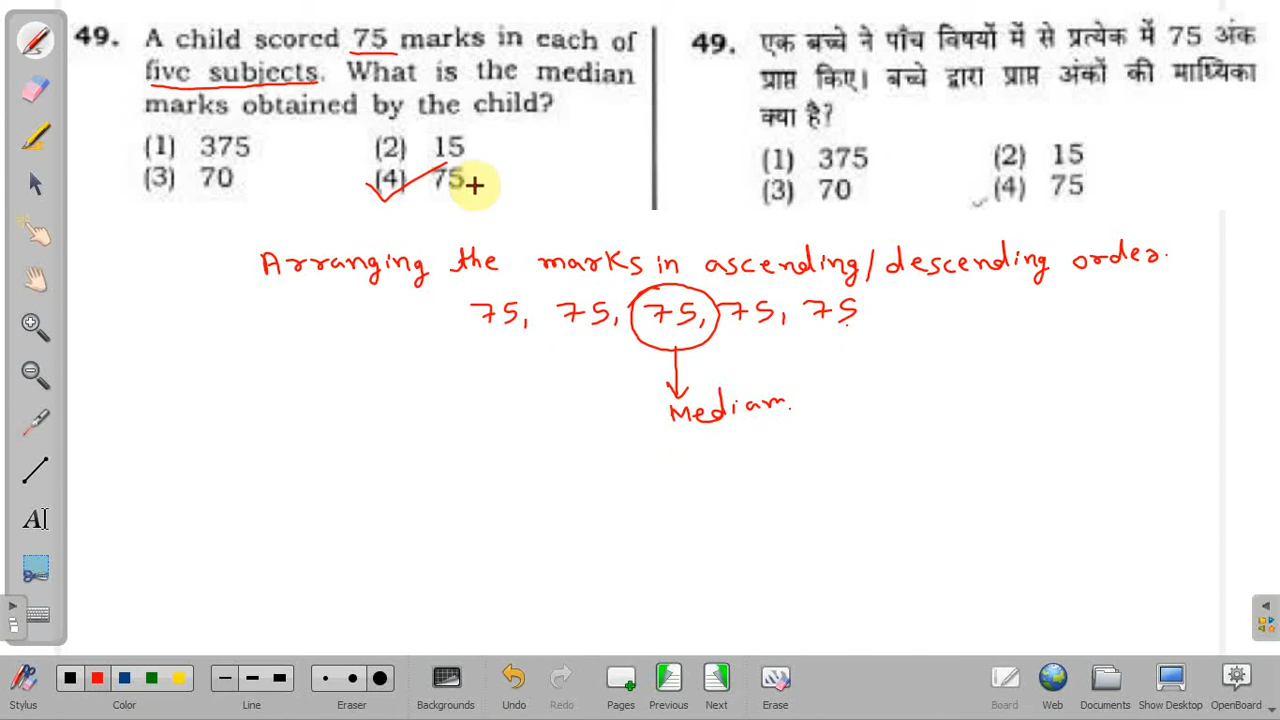 49. A child scored 75 marks in each of
five subjects. What is the median
marks obtained by the child?
(1) 375 (2) 15
(3) 70 (4) 75
49. एक बच्चे ने पाँच विषयों में से प्रत्येक में 75 अंक
प्राप्त किए। बच्चे द्वारा प्राप्त अंकों की माध्यिका
क्या है?
(1) 375 (2) 15
(3) 70 (4) 75
Arranging the marks in ascending/descending order.
75, 75, 75, 75, 75
Median.
Stylus Color Line Eraser Backgrounds Undo Redo Pages Previous Next Erase Board Web Documents Show Desktop OpenBoard